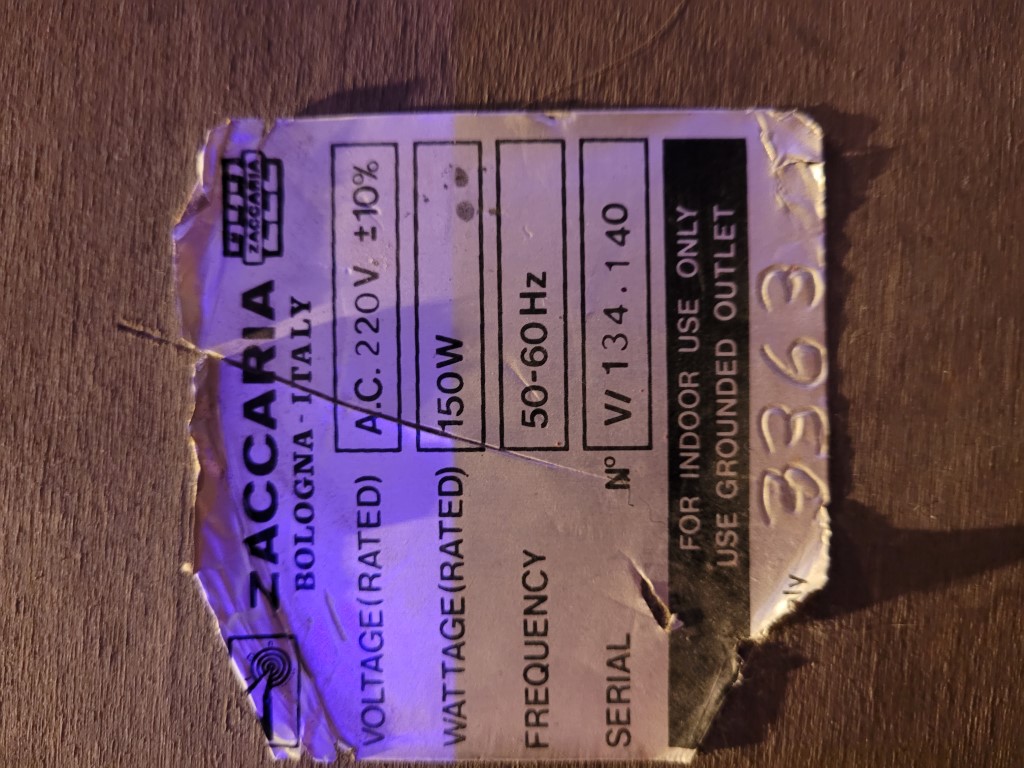 ZACCARIA
ZACCARIA
BOLOGNA - ITALY
VOLTAGE(RATED) A.C. 220V. ±10%
WATTAGE(RATED) 150W
FREQUENCY 50-60Hz
SERIAL N° V/134.140
FOR INDOOR USE ONLY
USE GROUNDED OUTLET
3363